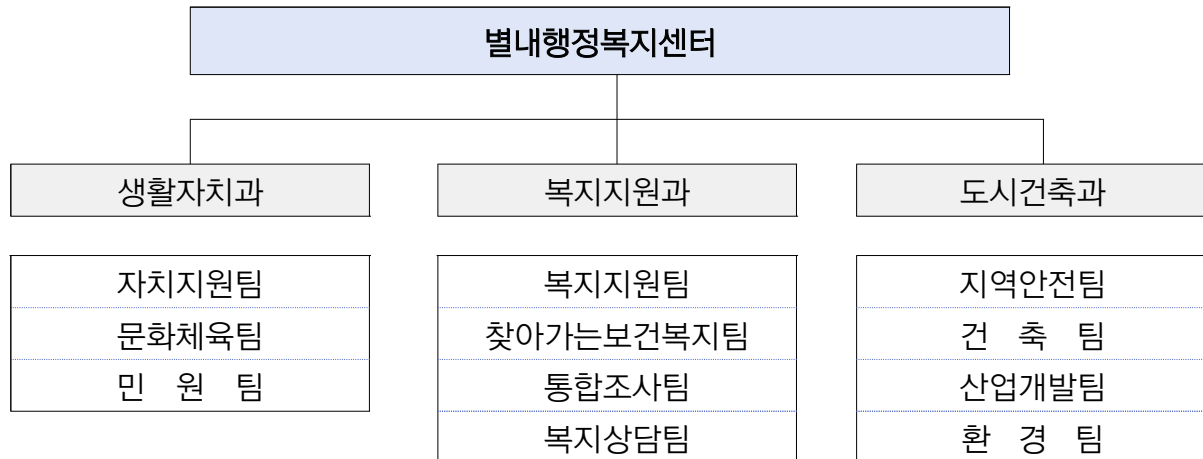 별내행정복지센터
생활자치과
복지지원과
도시건축과
자치지원팀
문화체육팀
민 원 팀
복지지원팀
찾아가는보건복지팀
통합조사팀
복지상담팀
지역안전팀
건 축 팀
산업개발팀
환 경 팀